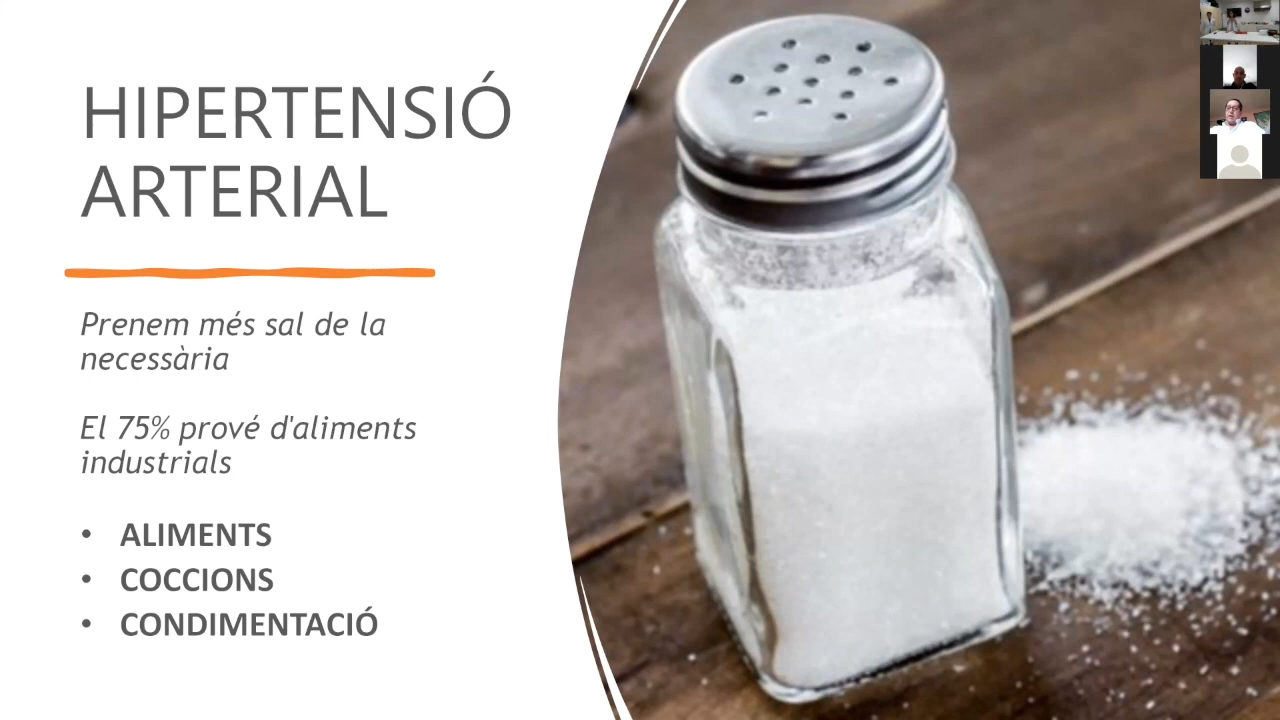 HIPERTENSIÓ
ARTERIAL
Prenem més sal de la
necessària
El 75% prové d'aliments
industrials
• ALIMENTS
• COCCIONS
• CONDIMENTACIÓ